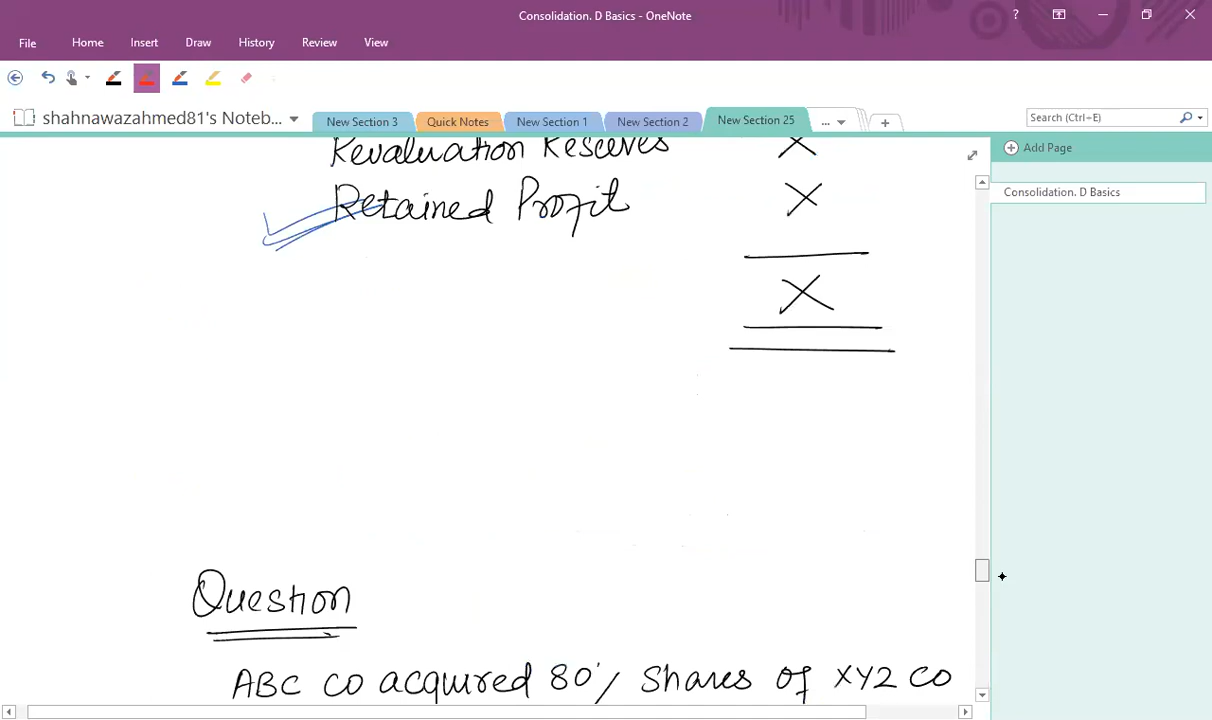 Consolidation. D Basics - OneNote
?
File Home Insert Draw History Review View
shahnawazahmed81's Noteb... New Section 3 Quick Notes New Section 1 New Section 2 New Section 25 ... + Search (Ctrl+E)
Add Page
Consolidation. D Basics
Revaluation Reserves X
Retained Profit X
X
Question
ABC CO acquired 80% Shares of XYZ CO